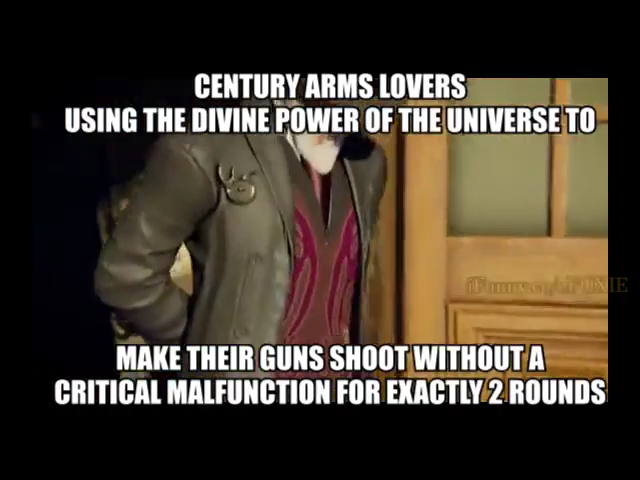 CENTURY ARMS LOVERS
USING THE DIVINE POWER OF THE UNIVERSE TO
MAKE THEIR GUNS SHOOT WITHOUT A
CRITICAL MALFUNCTION FOR EXACTLY 2 ROUNDS